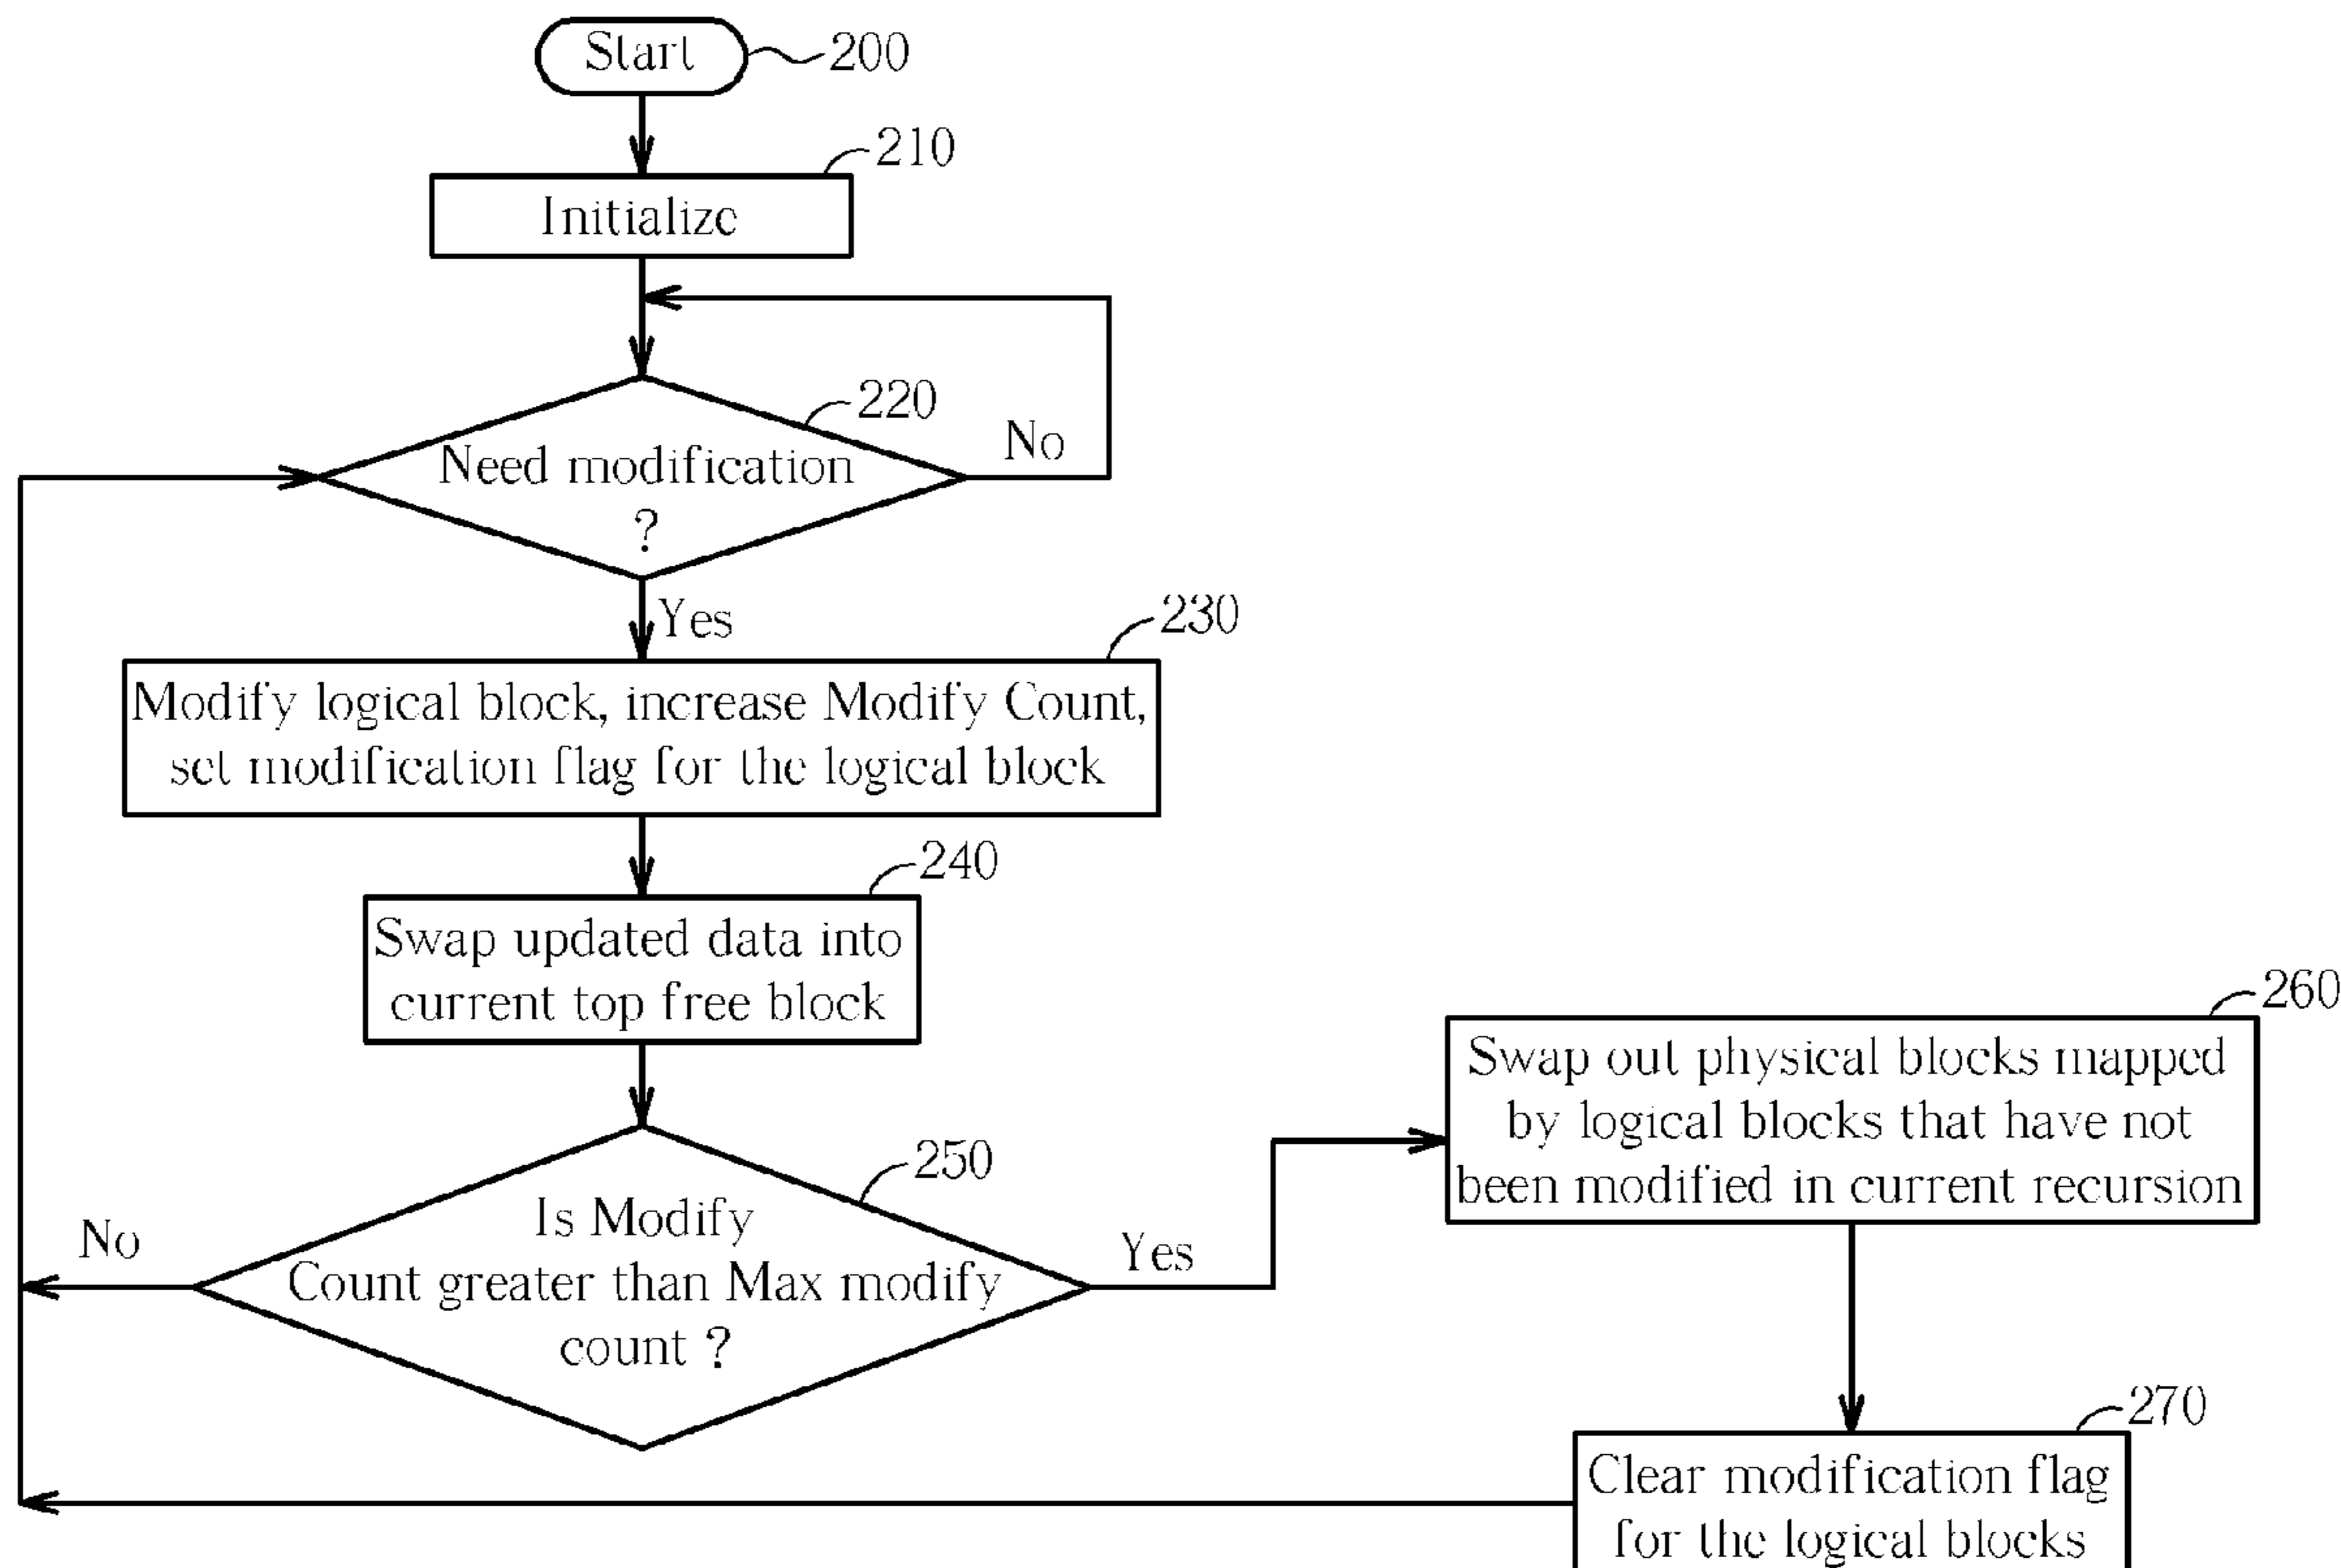 Start
200
210
Initialize
220
No
Need modification
?
Yes
230
Modify logical block, increase Modify Count,
set modification flag for the logical block
240
Swap updated data into
current top free block
250
Is Modify
Count greater than Max modify
count ?
No
Yes
260
Swap out physical blocks mapped
by logical blocks that have not
been modified in current recursion
270
Clear modification flag
for the logical blocks